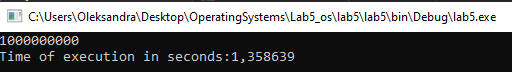 C:\Users\Oleksandra\Desktop\OperatingSystems\Lab5_os\lab5\lab5\bin\Debug\lab5.exe
1000000000
Time of execution in seconds:1,358639